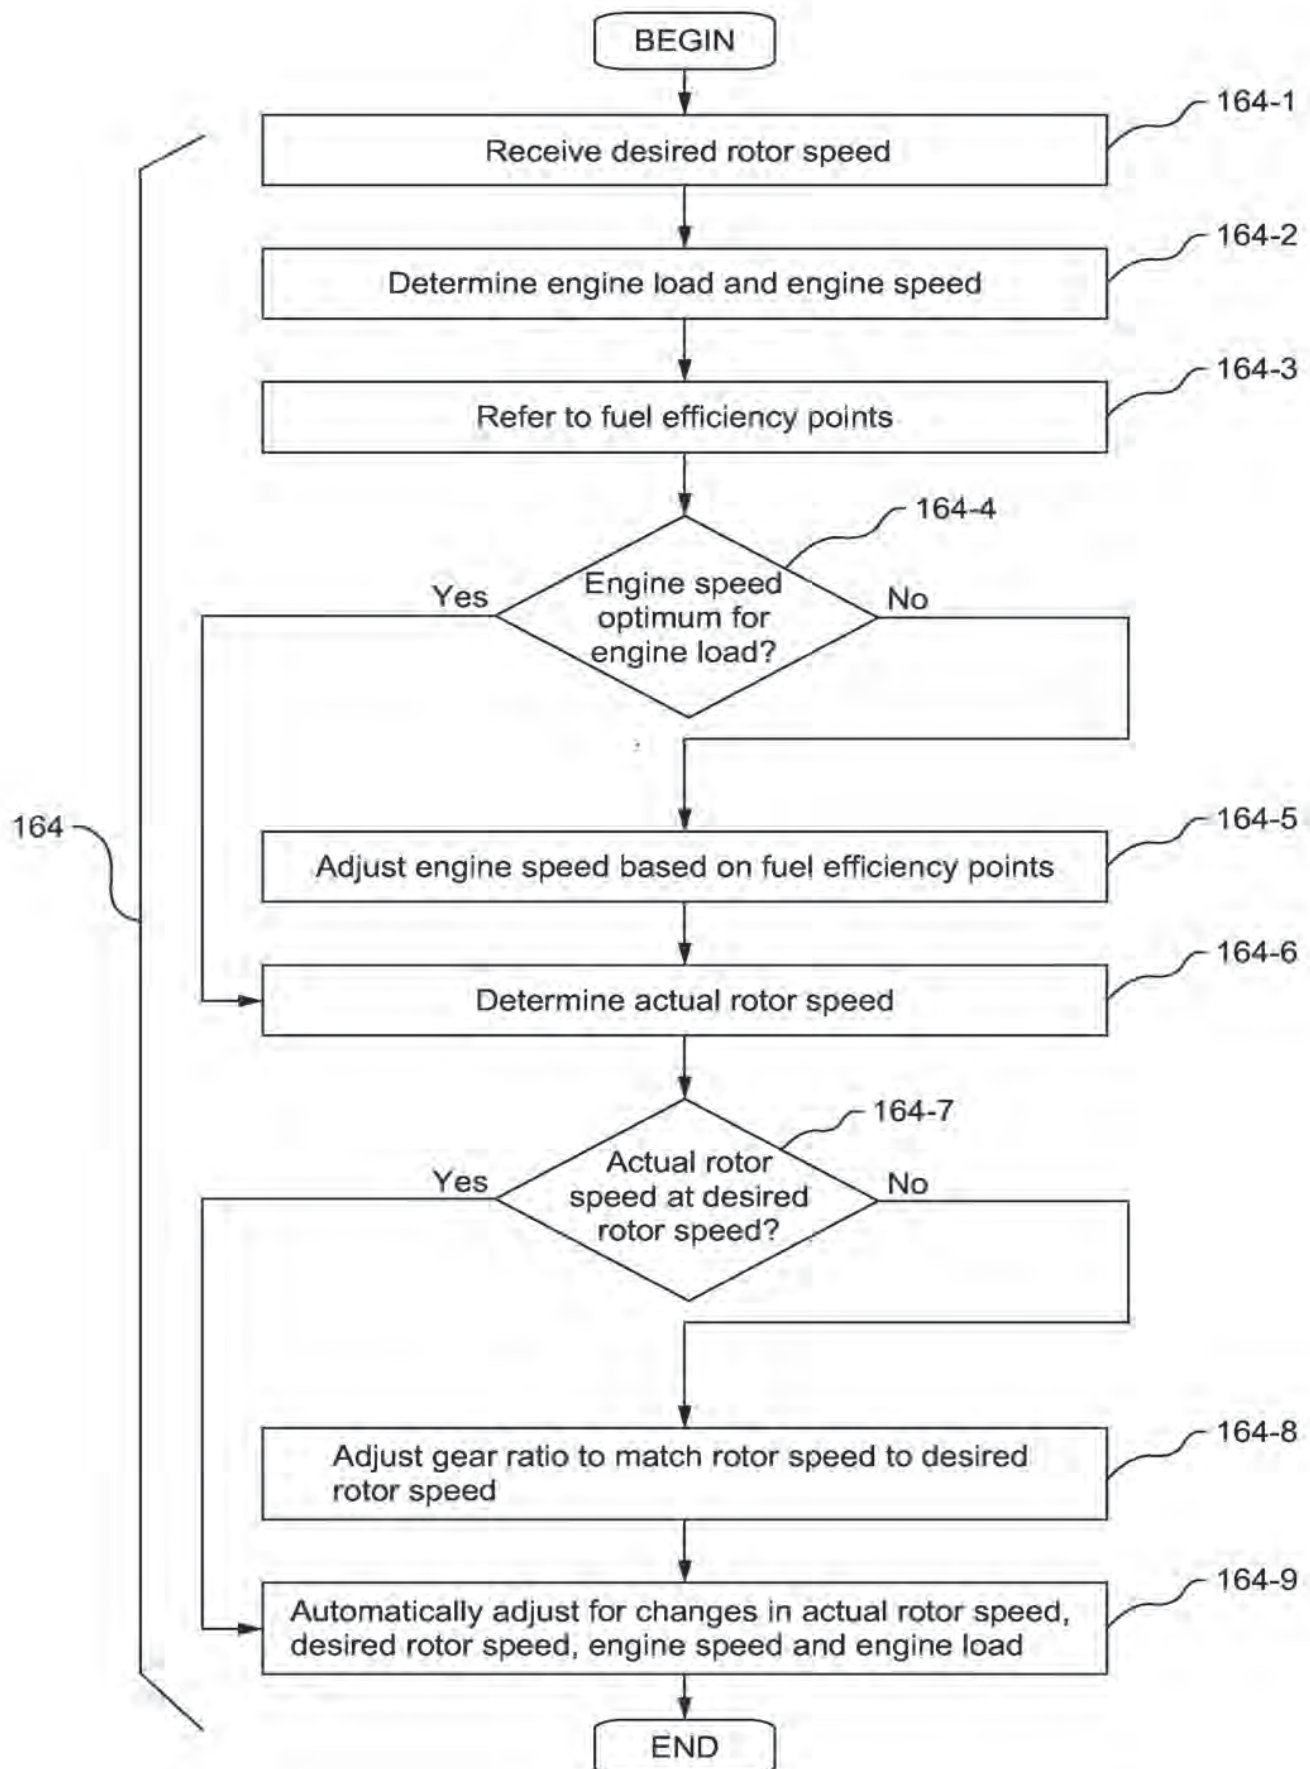 BEGIN
164-1
Receive desired rotor speed
164-2
Determine engine load and engine speed
164-3
Refer to fuel efficiency points
164-4
Engine speed
optimum for
engine load?
Yes
No
164
164-5
Adjust engine speed based on fuel efficiency points
164-6
Determine actual rotor speed
164-7
Actual rotor
speed at desired
rotor speed?
Yes
No
164-8
Adjust gear ratio to match rotor speed to desired
rotor speed
164-9
Automatically adjust for changes in actual rotor speed,
desired rotor speed, engine speed and engine load
END